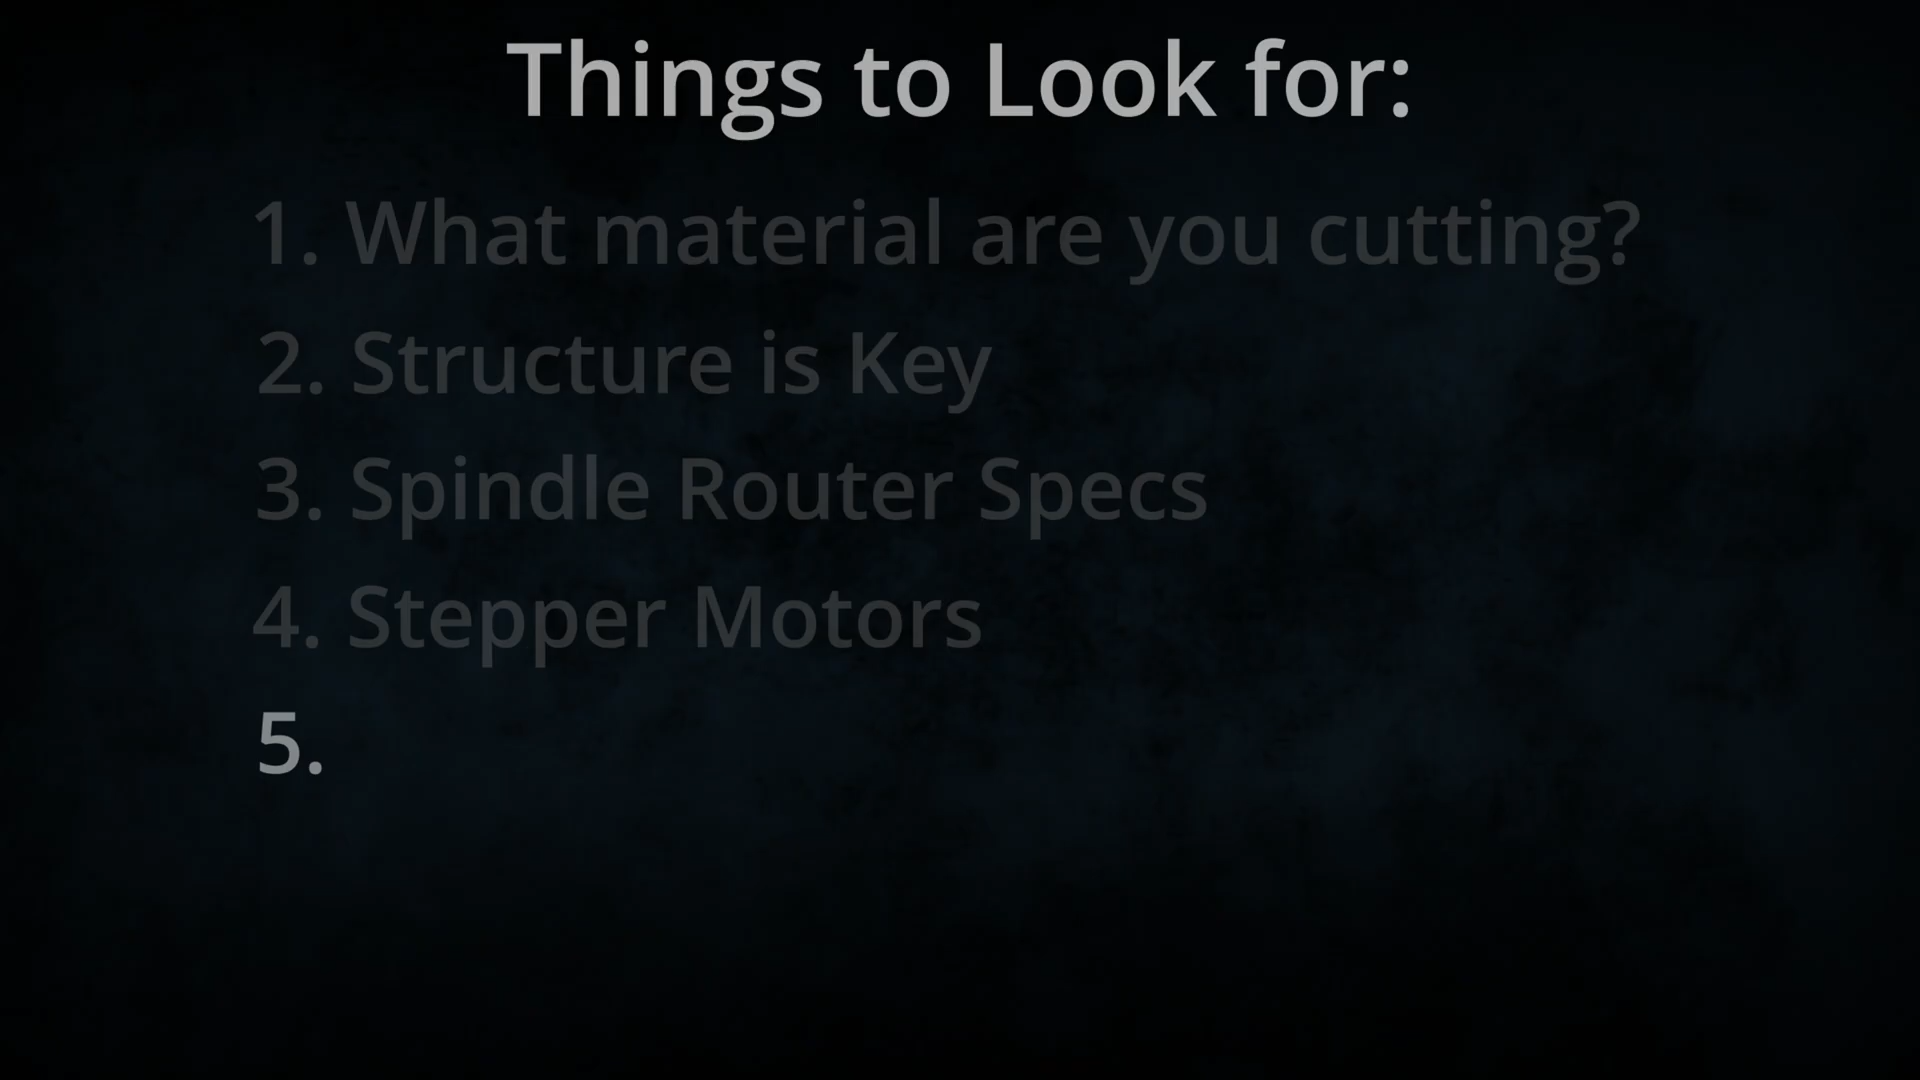 Things to Look for:
1. What material are you cutting?
2. Structure is Key
3. Spindle Router Specs
4. Stepper Motors
5.